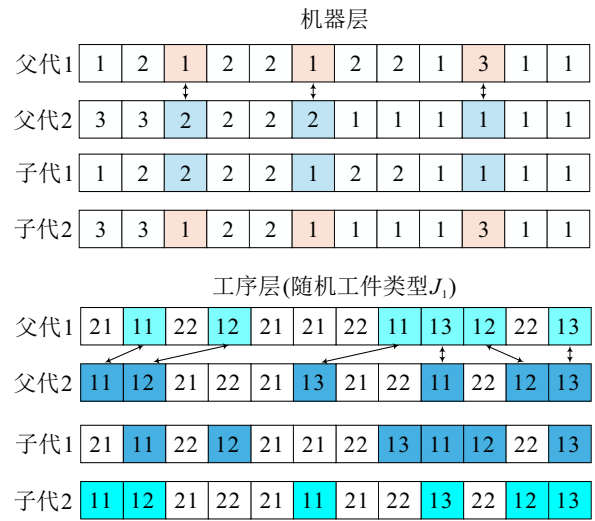 机器层
父代1 1 2 1 2 2 1 2 2 1 3 1 1
父代2 3 3 2 2 2 2 1 1 1 1 1 1
子代1 1 2 2 2 2 1 2 2 1 1 1 1
子代2 3 3 1 2 2 1 1 1 1 3 1 1
工序层(随机工件类型J₁)
父代1 21 11 22 12 21 21 22 11 13 12 22 13
父代2 11 12 21 22 21 13 21 22 11 22 12 13
子代1 21 11 22 12 21 21 22 13 11 12 22 13
子代2 11 12 21 22 21 11 21 22 13 22 12 13